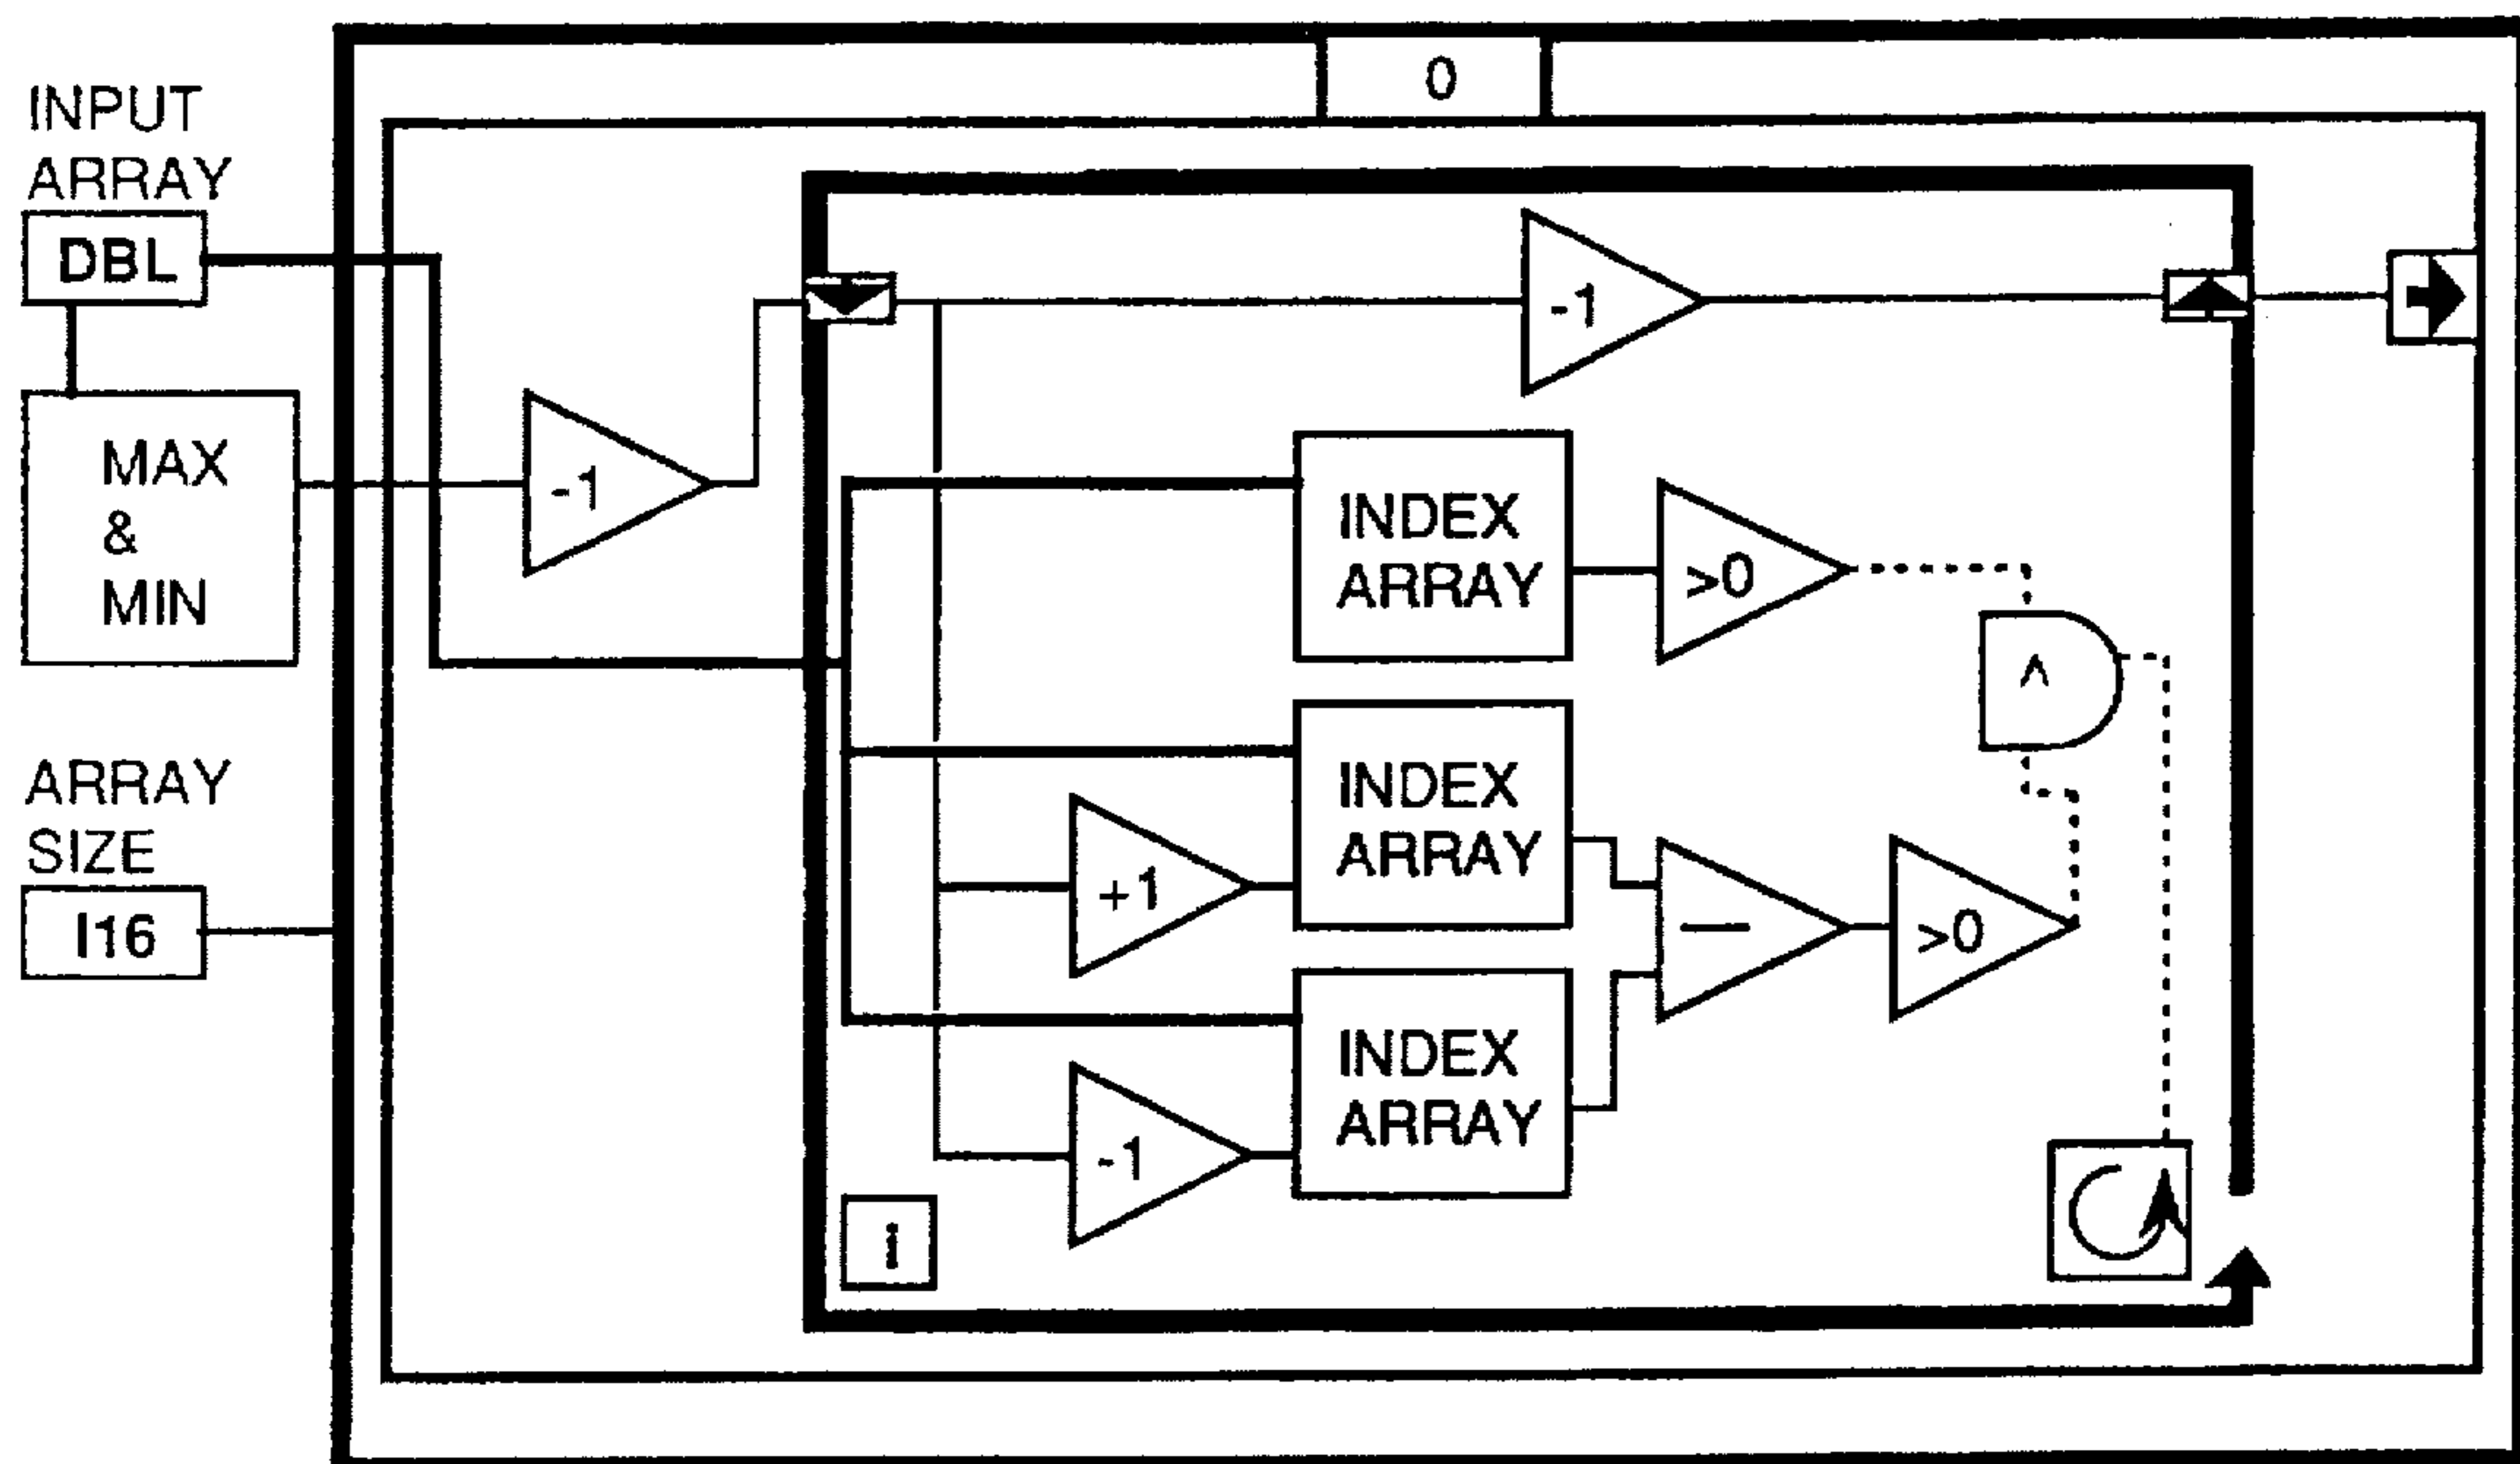 0
INPUT
ARRAY
DBL
-1
MAX
&
MIN
-1
INDEX
ARRAY
>0
^
ARRAY
SIZE
I16
INDEX
ARRAY
+1
—
>0
INDEX
ARRAY
-1
i